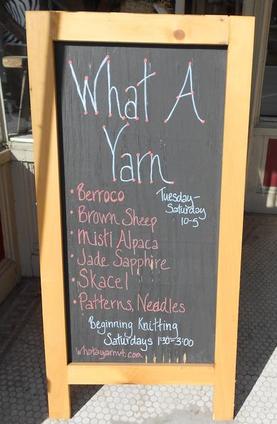 What A
Yarn
• Berroco
• Brown Sheep
• Misti Alpaca
• Jade Sapphire
• Skacel
• Patterns, Needles
Tuesday-
Saturday
10-5
Beginning Knitting
Saturdays 1:30-3:00
whatayarnvt.com